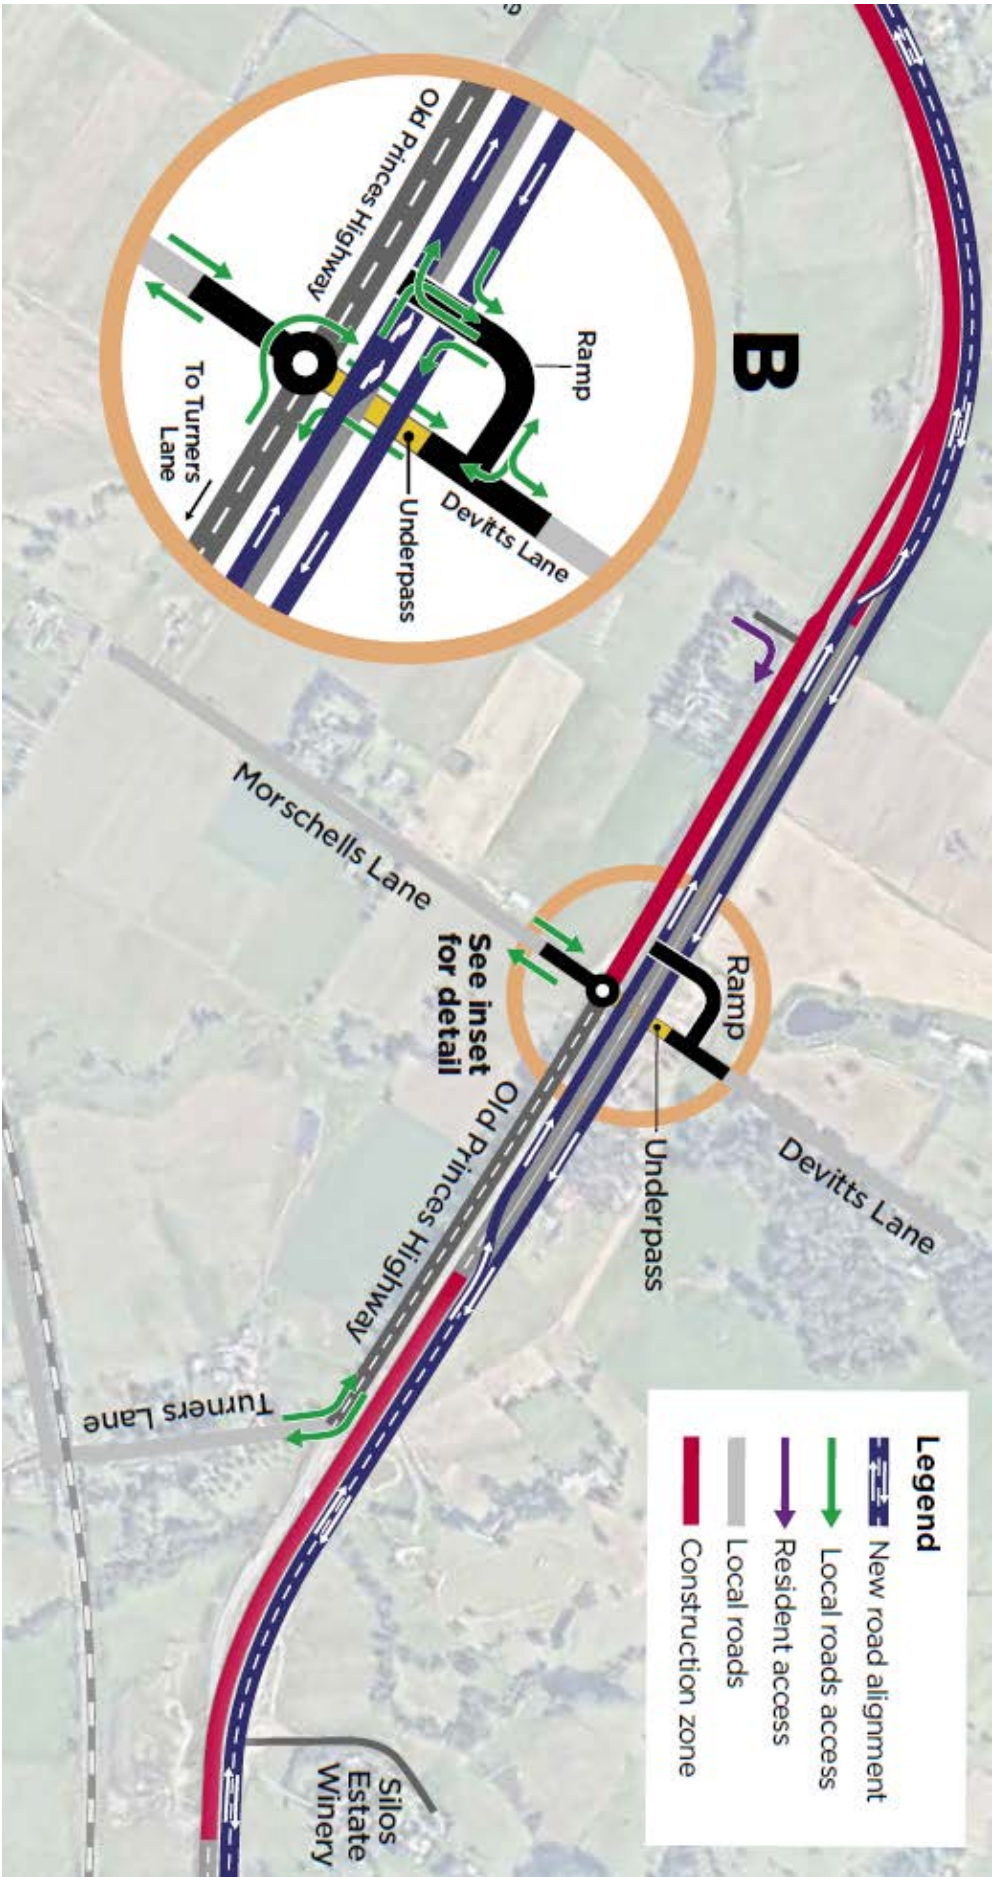 B
Old Princes Highway
Ramp
To Turners
Lane
Underpass
Devitts Lane
Morschells Lane
See inset
for detail
Ramp
Underpass
Devitts Lane
Old Princes Highway
Turners Lane
Silos
Estate
Winery
Legend
New road alignment
Local roads access
Resident access
Local roads
Construction zone